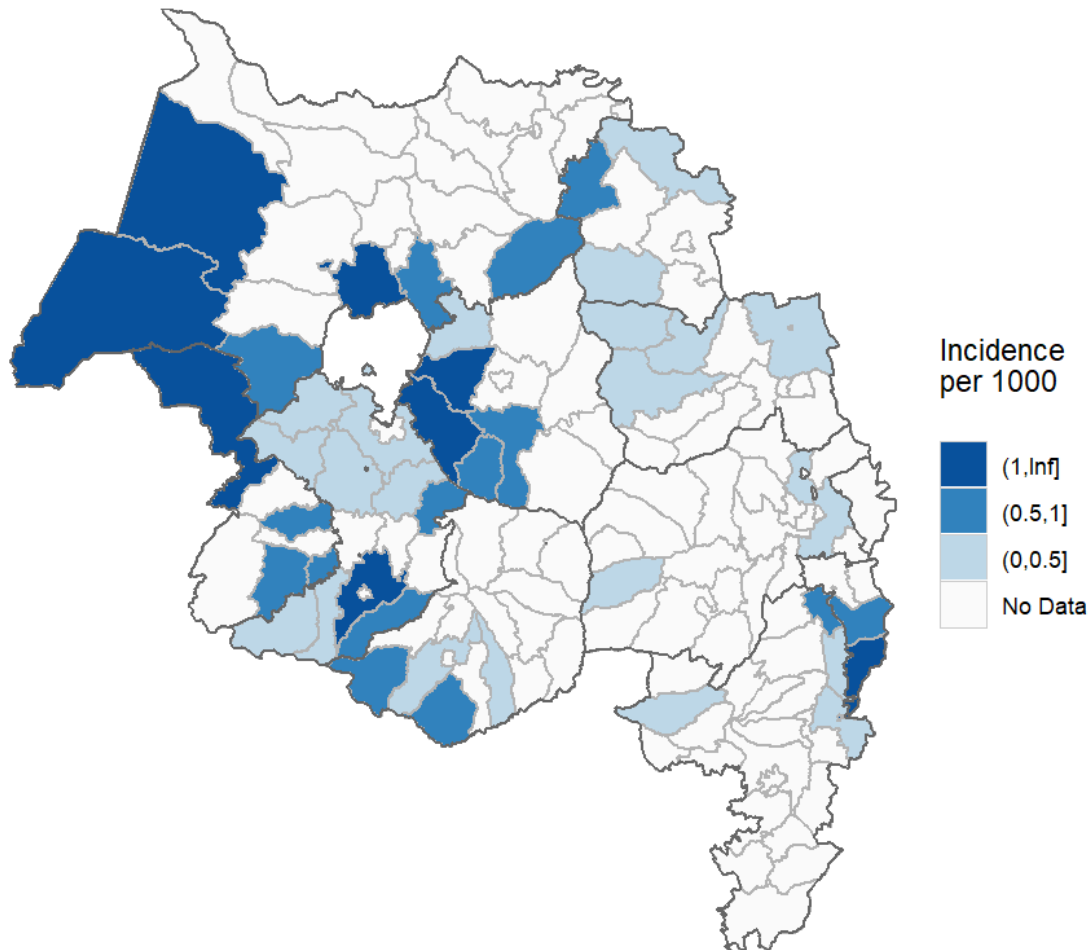 Incidence
per 1000
(1,Inf]
(0.5,1]
(0,0.5]
No Data